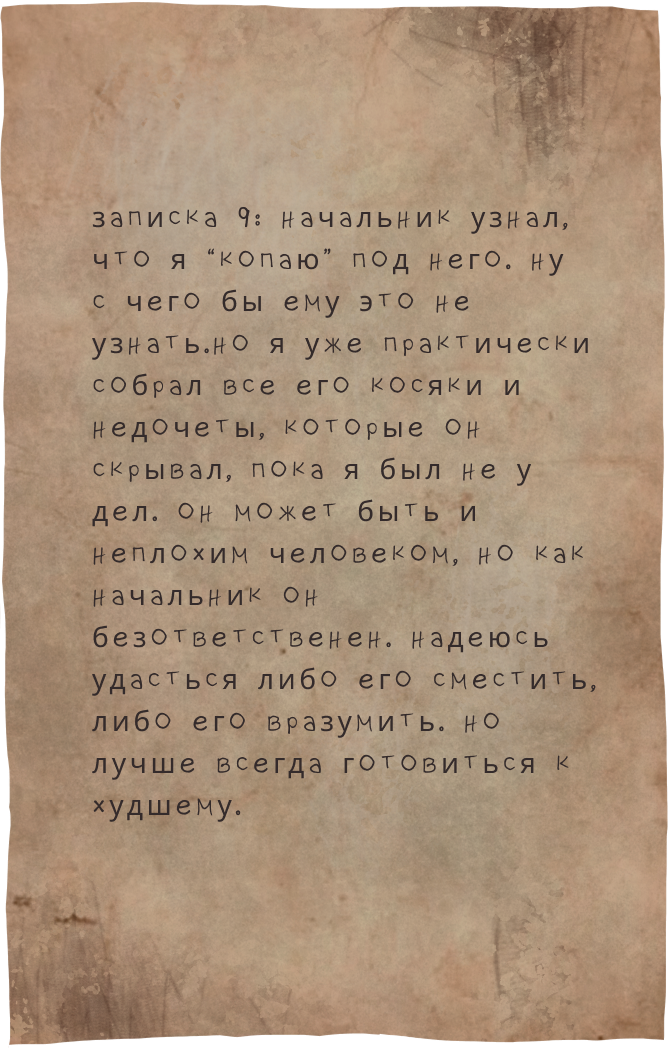 записка 9: начальник узнал,
что я “копаю” под него. ну
с чего бы ему это не
узнать.но я уже практически
собрал все его косяки и
недочеты, которые он
скрывал, пока я был не у
дел. он может быть и
неплохим человеком, но как
начальник он
безответственен. надеюсь
удасться либо его сместить,
либо его вразумить. но
лучше всегда готовиться к
худшему.